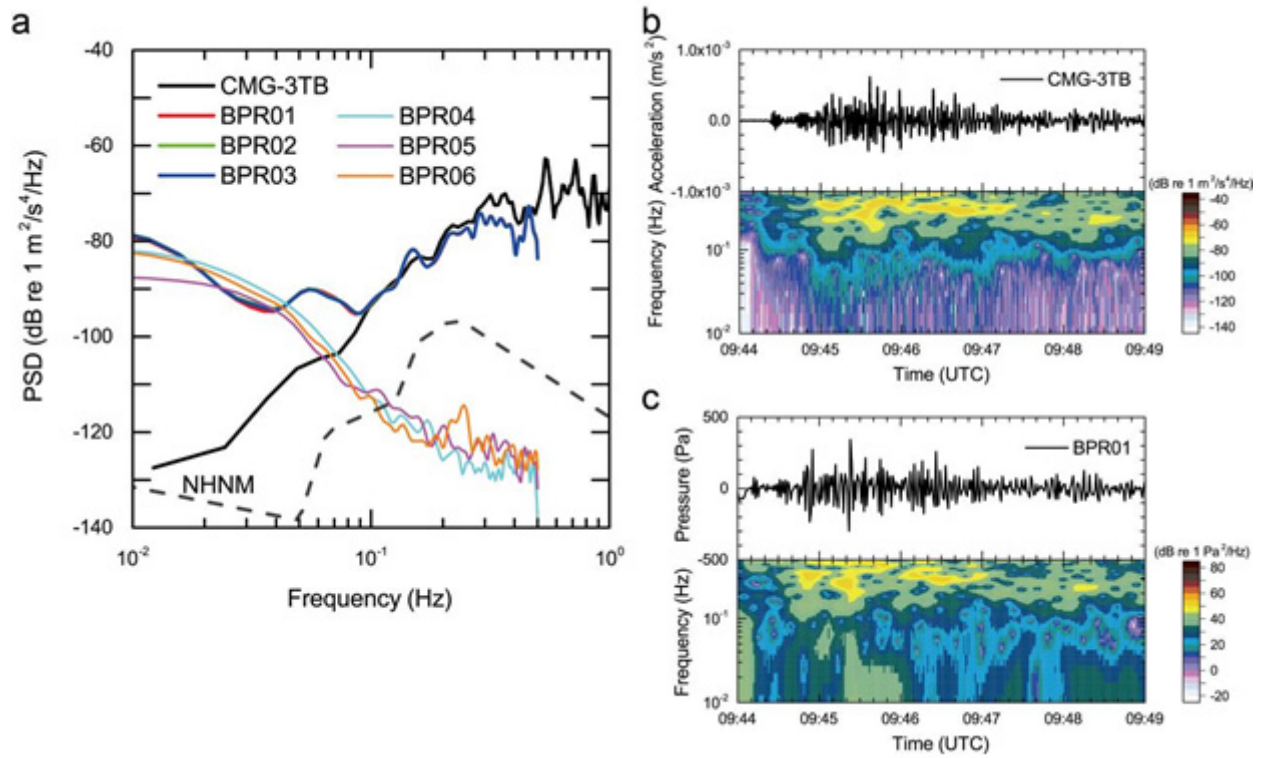 a
PSD (dB re 1 m²/s⁴/Hz)
-40
-60
-80
-100
-120
-140
CMG-3TB
BPR01
BPR02
BPR03
BPR04
BPR05
BPR06
NHNM
10⁻²
10⁻¹
10⁰
Frequency (Hz)
b
Acceleration (m/s²)
1.0x10⁻³
0.0
-1.0x10⁻³
CMG-3TB
Frequency (Hz)
10⁻¹
10⁻²
(dB re 1 m²/s⁴/Hz)
-40
-60
-80
-100
-120
-140
09:44 09:45 09:46 09:47 09:48 09:49
Time (UTC)
c
Pressure (Pa)
500
0
-500
BPR01
Frequency (Hz)
10⁻¹
10⁻²
(dB re 1 Pa²/Hz)
80
60
40
20
0
-20
09:44 09:45 09:46 09:47 09:48 09:49
Time (UTC)